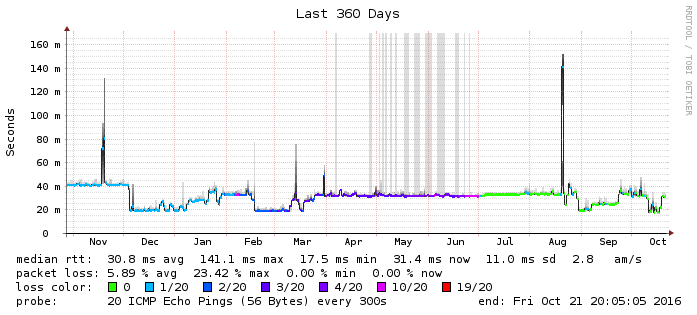 Last 360 Days
RRDTOOL / TOBI OETIKER
Seconds
160 m
140 m
120 m
100 m
80 m
60 m
40 m
20 m
0
Nov Dec Jan Feb Mar Apr May Jun Jul Aug Sep Oct
median rtt: 30.8 ms avg 141.1 ms max 17.5 ms min 31.4 ms now 11.0 ms sd 2.8 am/s
packet loss: 5.89 % avg 23.42 % max 0.00 % min 0.00 % now
loss color: 0 1/20 2/20 3/20 4/20 10/20 19/20
probe: 20 ICMP Echo Pings (56 Bytes) every 300s end: Fri Oct 21 20:05:05 2016